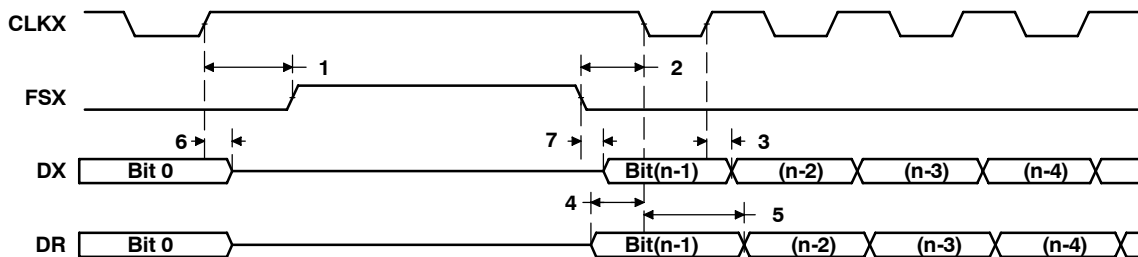 CLKX
1 2
FSX
6 7 3
DX Bit 0 Bit(n-1) (n-2) (n-3) (n-4)
4 5
DR Bit 0 Bit(n-1) (n-2) (n-3) (n-4)